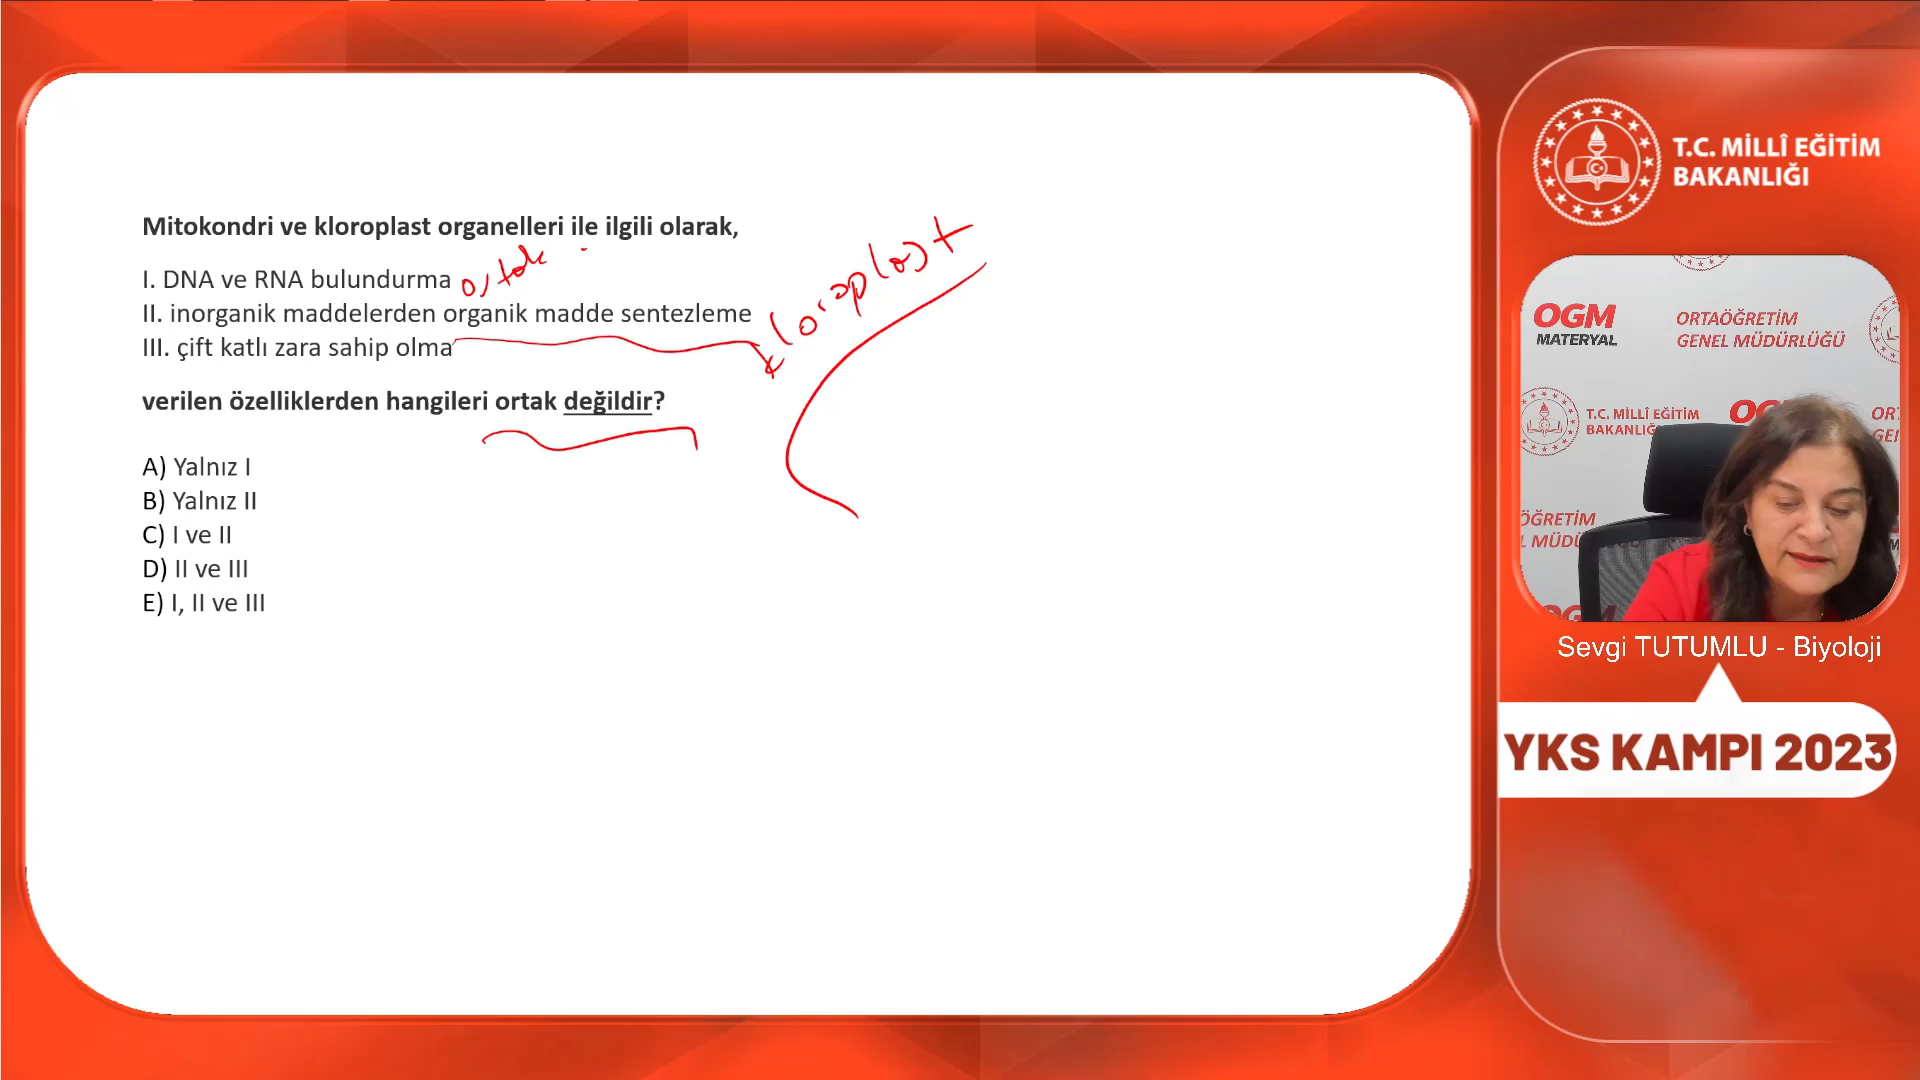 Mitokondri ve kloroplast organelleri ile ilgili olarak,
I. DNA ve RNA bulundurma ortak
II. inorganik maddelerden organik madde sentezleme kloroplast
III. çift katlı zara sahip olma
verilen özelliklerden hangileri ortak değildir?
A) Yalnız I
B) Yalnız II
C) I ve II
D) II ve III
E) I, II ve III
T.C. MİLLÎ EĞİTİM
BAKANLIĞI
OGM
MATERYAL
ORTAÖĞRETİM
GENEL MÜDÜRLÜĞÜ
T.C. MİLLÎ EĞİTİM
BAKANLIĞI
Sevgi TUTUMLU - Biyoloji
YKS KAMPI 2023